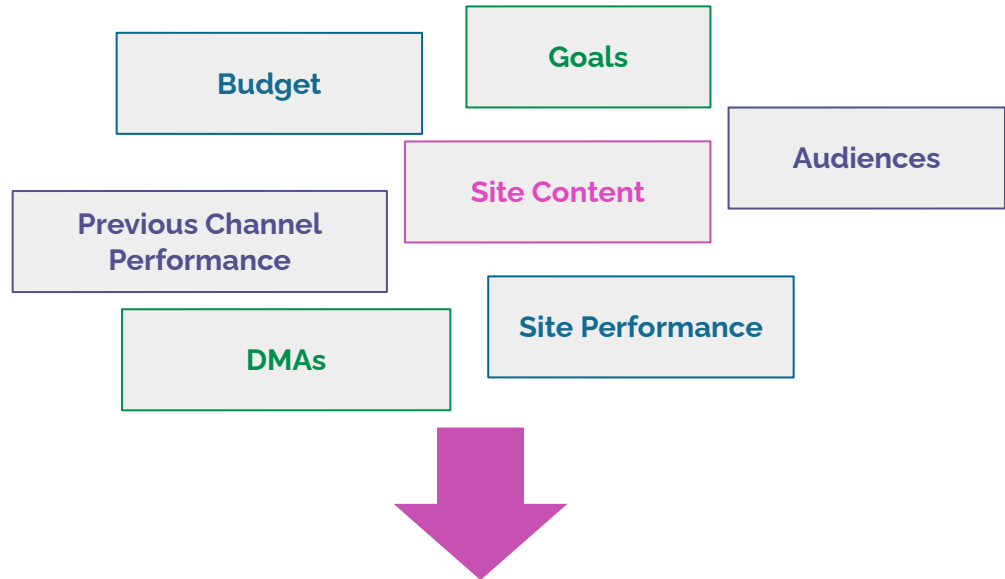 Goals
Budget
Audiences
Site Content
Previous Channel
Performance
Site Performance
DMAs